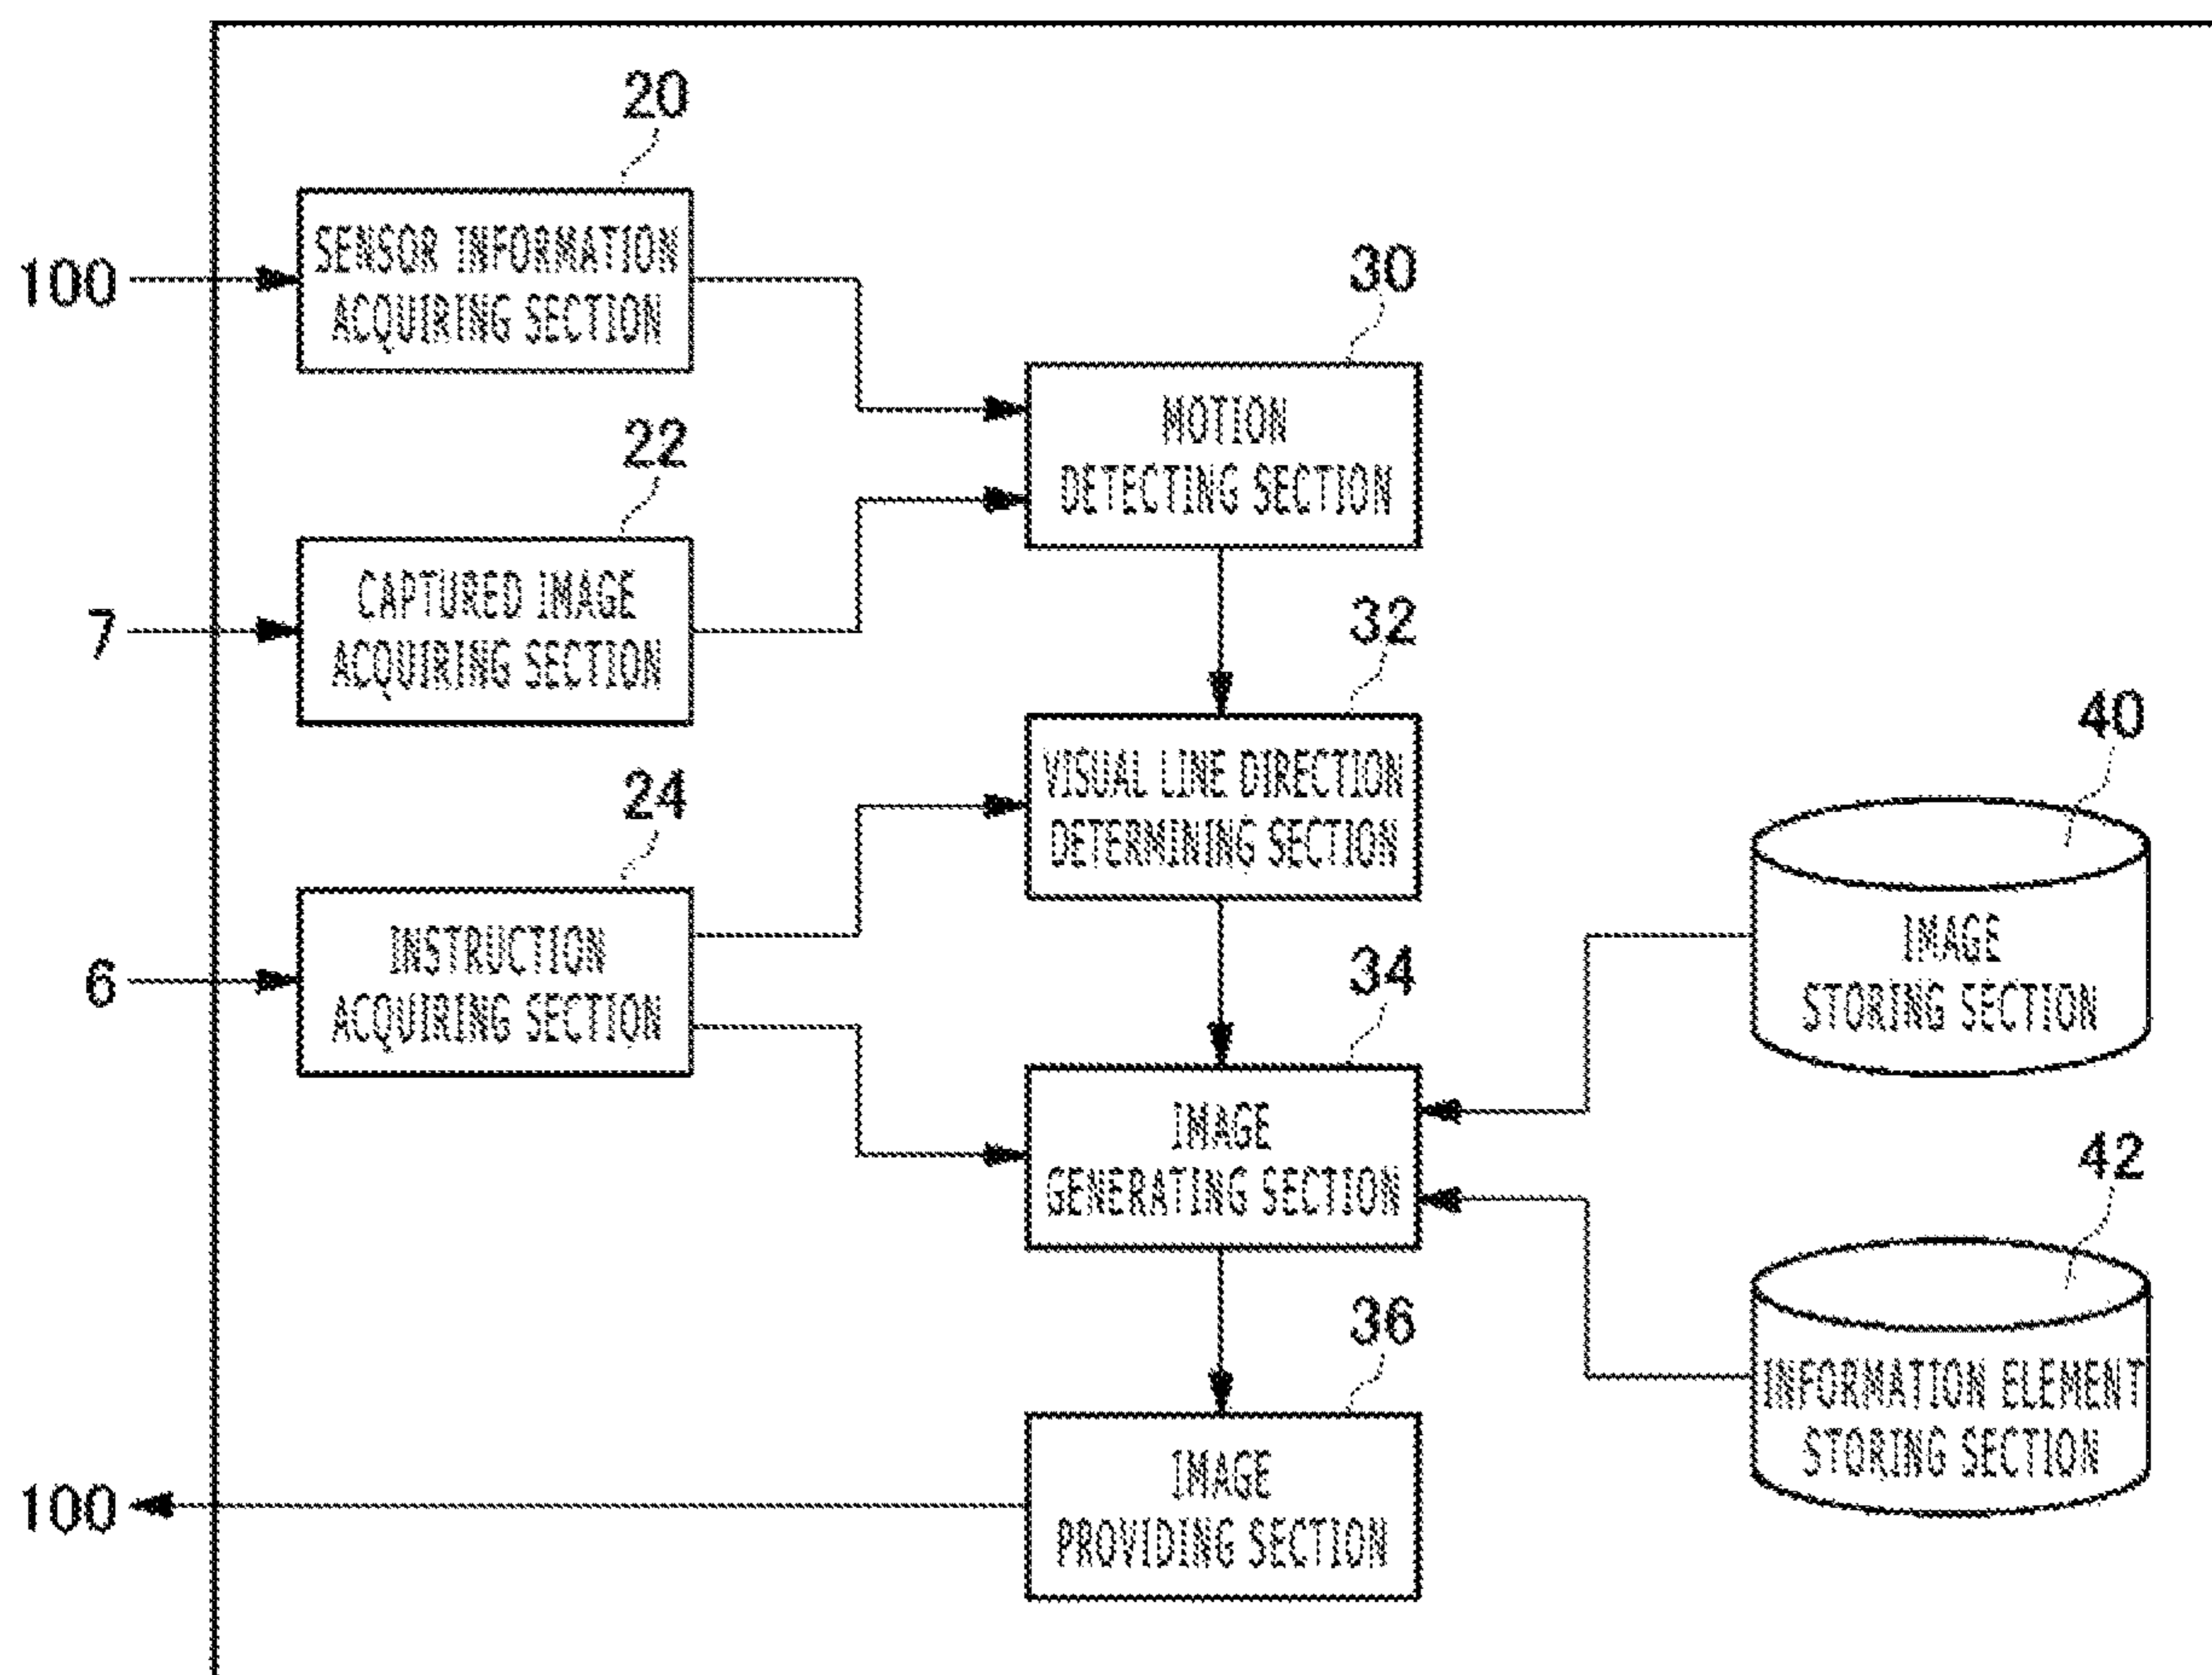 20
100
SENSOR INFORMATION
ACQUIRING SECTION
30
MOTION
DETECTING SECTION
22
7
CAPTURED IMAGE
ACQUIRING SECTION
32
VISUAL LINE DIRECTION
DETERMINING SECTION
24
6
INSTRUCTION
ACQUIRING SECTION
40
IMAGE
STORING SECTION
34
IMAGE
GENERATING SECTION
42
INFORMATION ELEMENT
STORING SECTION
36
IMAGE
PROVIDING SECTION
100